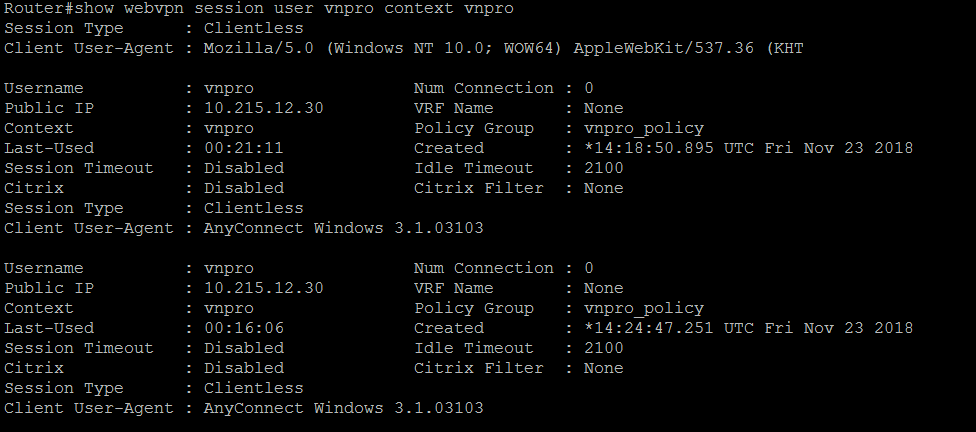 Router#show webvpn session user vnpro context vnpro
Session Type      : Clientless
Client User-Agent : Mozilla/5.0 (Windows NT 10.0; WOW64) AppleWebKit/537.36 (KHT
Username          : vnpro                Num Connection : 0
Public IP         : 10.215.12.30         VRF Name       : None
Context           : vnpro                Policy Group   : vnpro_policy
Last-Used         : 00:21:11             Created        : *14:18:50.895 UTC Fri Nov 23 2018
Session Timeout   : Disabled             Idle Timeout   : 2100
Citrix            : Disabled             Citrix Filter  : None
Session Type      : Clientless
Client User-Agent : AnyConnect Windows 3.1.03103
Username          : vnpro                Num Connection : 0
Public IP         : 10.215.12.30         VRF Name       : None
Context           : vnpro                Policy Group   : vnpro_policy
Last-Used         : 00:16:06             Created        : *14:24:47.251 UTC Fri Nov 23 2018
Session Timeout   : Disabled             Idle Timeout   : 2100
Citrix            : Disabled             Citrix Filter  : None
Session Type      : Clientless
Client User-Agent : AnyConnect Windows 3.1.03103